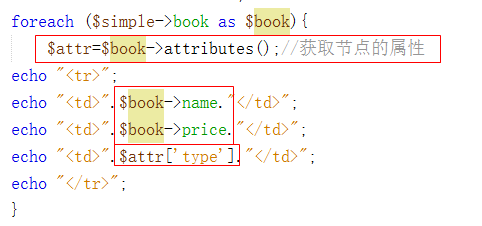 foreach ($simple->book as $book){
$attr=$book->attributes();//获取节点的属性
echo "<tr>";
echo "<td>".$book->name."</td>";
echo "<td>".$book->price."</td>";
echo "<td>".$attr['type']."</td>";
echo "</tr>";
}